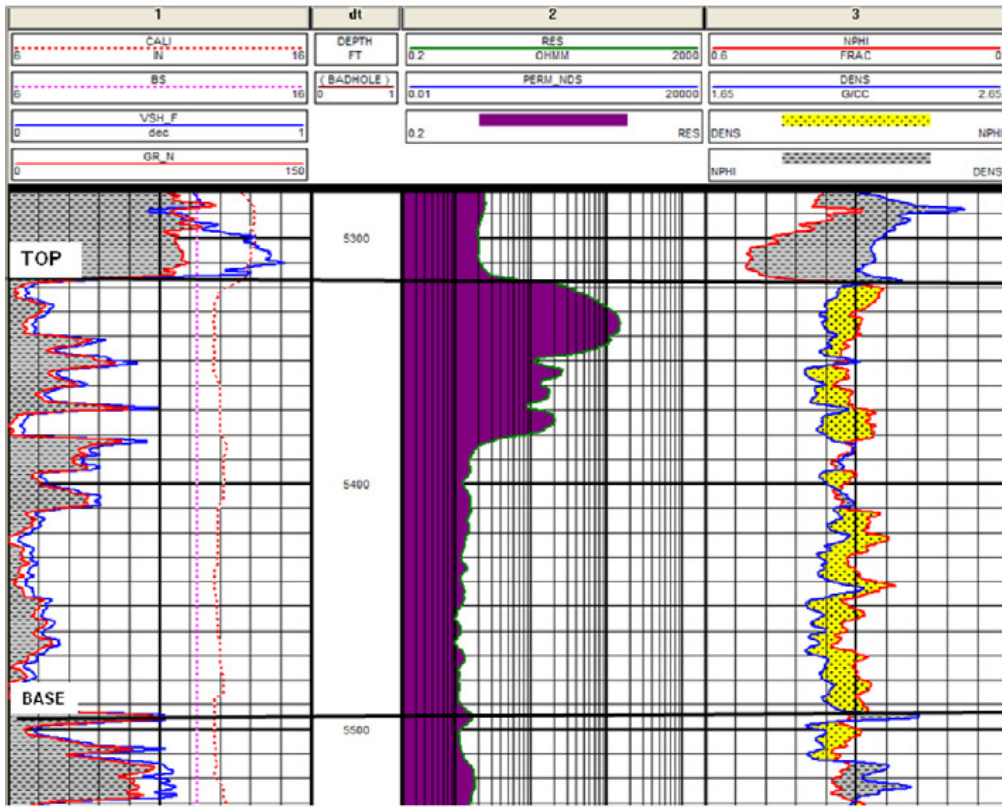 1 dt 2 3
CALI
6 IN 16
DEPTH
FT
RES
0.2 OHMM 2000
NPHI
0.6 FRAC 0
BS
6 16
( BADHOLE )
0 1
PERM_NDS
0.01 20000
DENS
1.65 G/CC 2.65
VSH_F
0 dec 1
0.2 RES
DENS NPHI
GR_N
0 150
NPHI DENS
5300
TOP
5400
BASE
5500